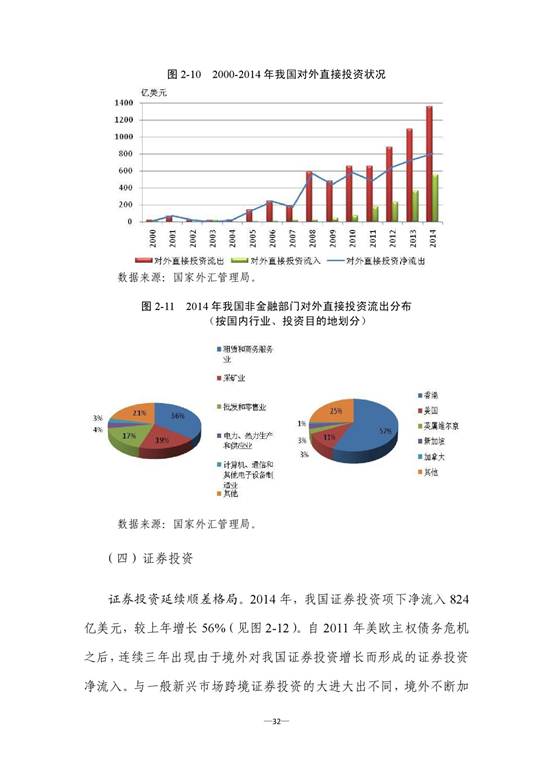 图 2-10 2000-2014 年我国对外直接投资状况
亿美元
1400
1200
1000
800
600
400
200
0
2000 2001 2002 2003 2004 2005 2006 2007 2008 2009 2010 2011 2012 2013 2014
对外直接投资流出 对外直接投资流入 对外直接投资净流出
数据来源：国家外汇管理局。
图 2-11 2014 年我国非金融部门对外直接投资流出分布
（按国内行业、投资目的地划分）
租赁和商务服务
业
采矿业
批发和零售业
电力、热力生产
和供应业
计算机、通信和
其他电子设备制
造业
其他
21%
3%
4%
17%
19%
36%
25%
1%
3%
3%
11%
57%
香港
美国
英属维尔京
新加坡
加拿大
其他
数据来源：国家外汇管理局。
（四）证券投资
证券投资延续顺差格局。2014 年，我国证券投资项下净流入 824
亿美元，较上年增长 56%（见图 2-12）。自 2011 年美欧主权债务危机
之后，连续三年出现由于境外对我国证券投资增长而形成的证券投资
净流入。与一般新兴市场跨境证券投资的大进大出不同，境外不断加
—32—